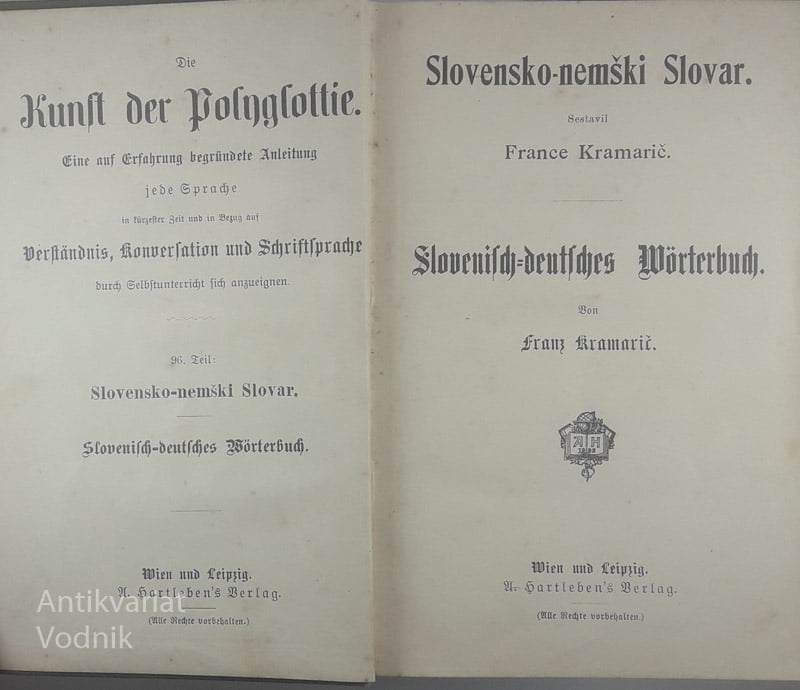 Die
Kunst der Polyglottie.
Eine auf Erfahrung begründete Anleitung
jede Sprache
in kürzester Zeit und in Bezug auf
Verständnis, Konversation und Schriftsprache
durch Selbstunterricht sich anzueignen.
96. Teil:
Slovensko-nemški Slovar.
Slovenisch-deutsches Wörterbuch.
Wien und Leipzig.
A. Hartleben's Verlag.
(Alle Rechte vorbehalten.)
Antikvariat
Vodnik
Slovensko-nemški Slovar.
Sestavil
France Kramarič.
Slovenisch-deutsches Wörterbuch.
Von
Franz Kramarič.
A H
Wien und Leipzig.
A. Hartleben's Verlag.
(Alle Rechte vorbehalten.)